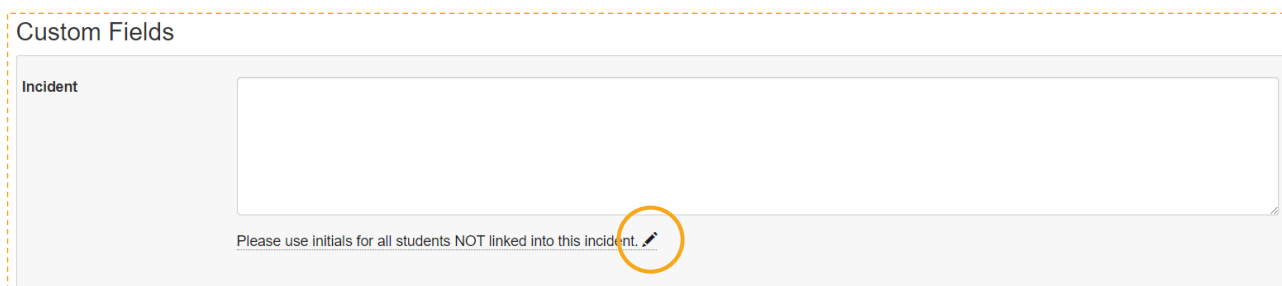 Custom Fields
Incident
Please use initials for all students NOT linked into this incident.